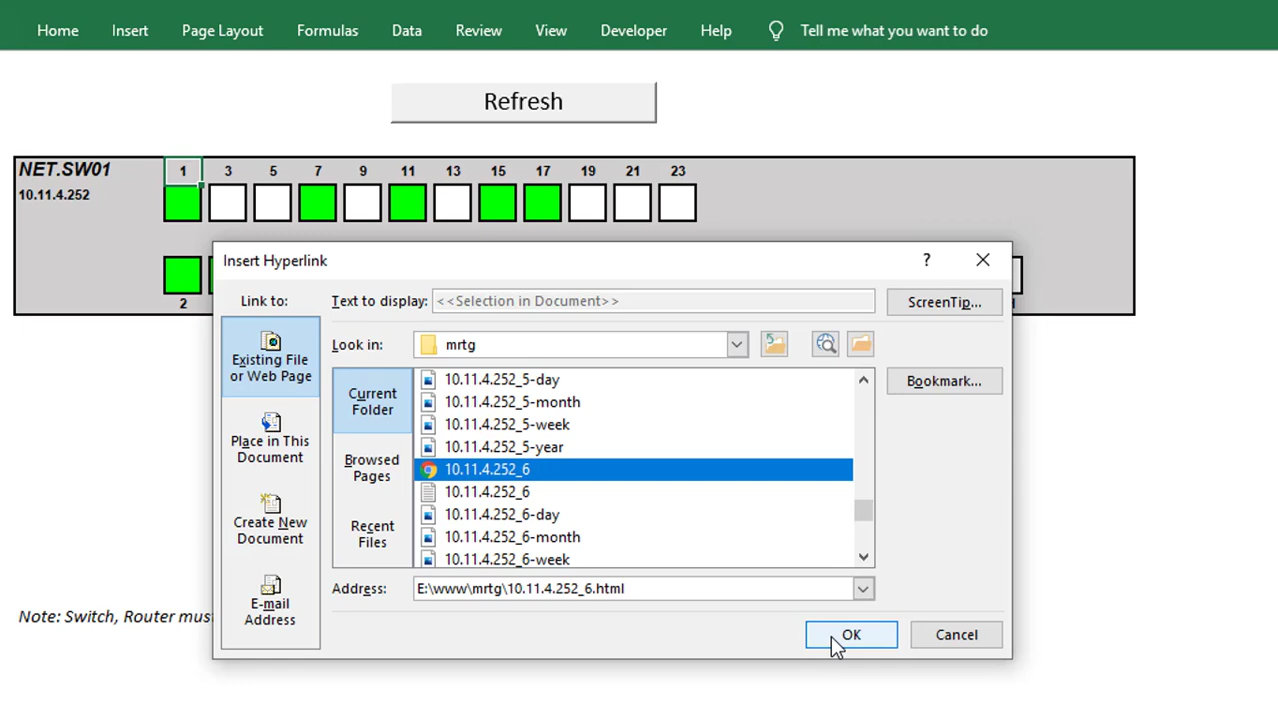 Home Insert Page Layout Formulas Data Review View Developer Help Tell me what you want to do
Refresh
NET.SW01 1 3 5 7 9 11 13 15 17 19 21 23
10.11.4.252
2
Insert Hyperlink ?
Link to: Text to display: <<Selection in Document>> ScreenTip...
Existing File or Web Page
Look in: mrtg
Current Folder
Bookmark...
10.11.4.252_5-day
10.11.4.252_5-month
10.11.4.252_5-week
10.11.4.252_5-year
Place in This Document
Browsed Pages
10.11.4.252_6
10.11.4.252_6
10.11.4.252_6-day
Create New Document
Recent Files
10.11.4.252_6-month
10.11.4.252_6-week
E-mail Address
Address: E:\www\mrtg\10.11.4.252_6.html
Note: Switch, Router must
OK Cancel